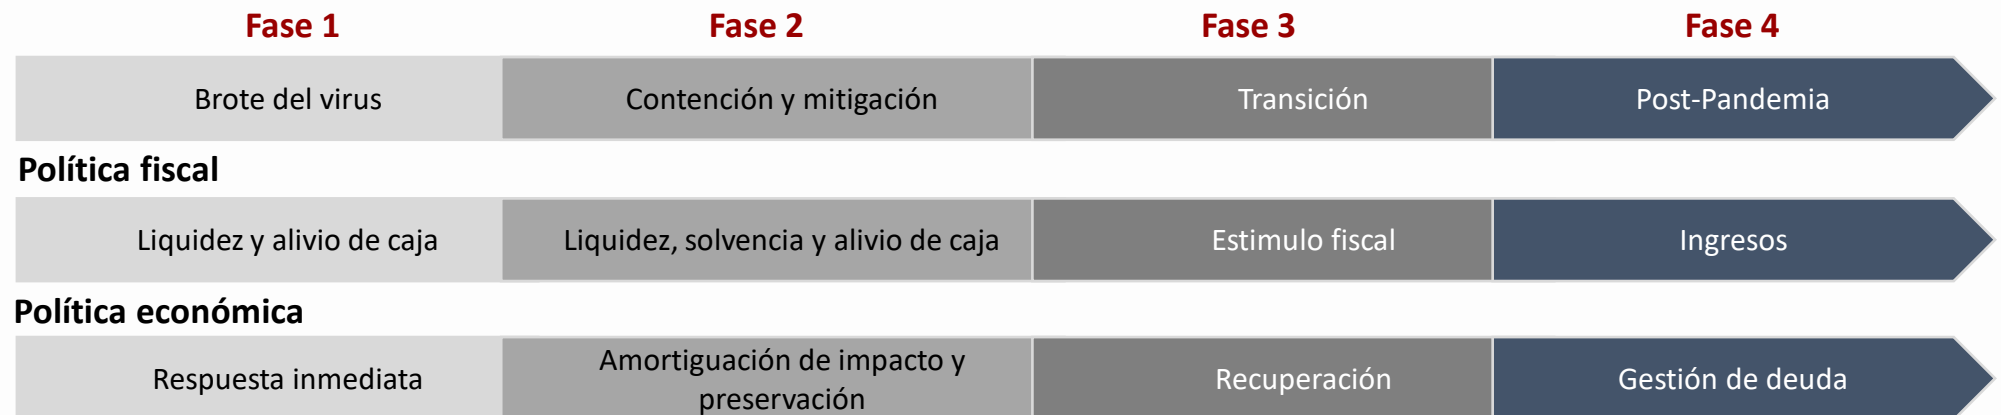 Fase 1
Fase 2
Fase 3
Fase 4
Brote del virus
Contención y mitigación
Transición
Post-Pandemia
Política fiscal
Liquidez y alivio de caja
Liquidez, solvencia y alivio de caja
Estimulo fiscal
Ingresos
Política económica
Respuesta inmediata
Amortiguación de impacto y
preservación
Recuperación
Gestión de deuda